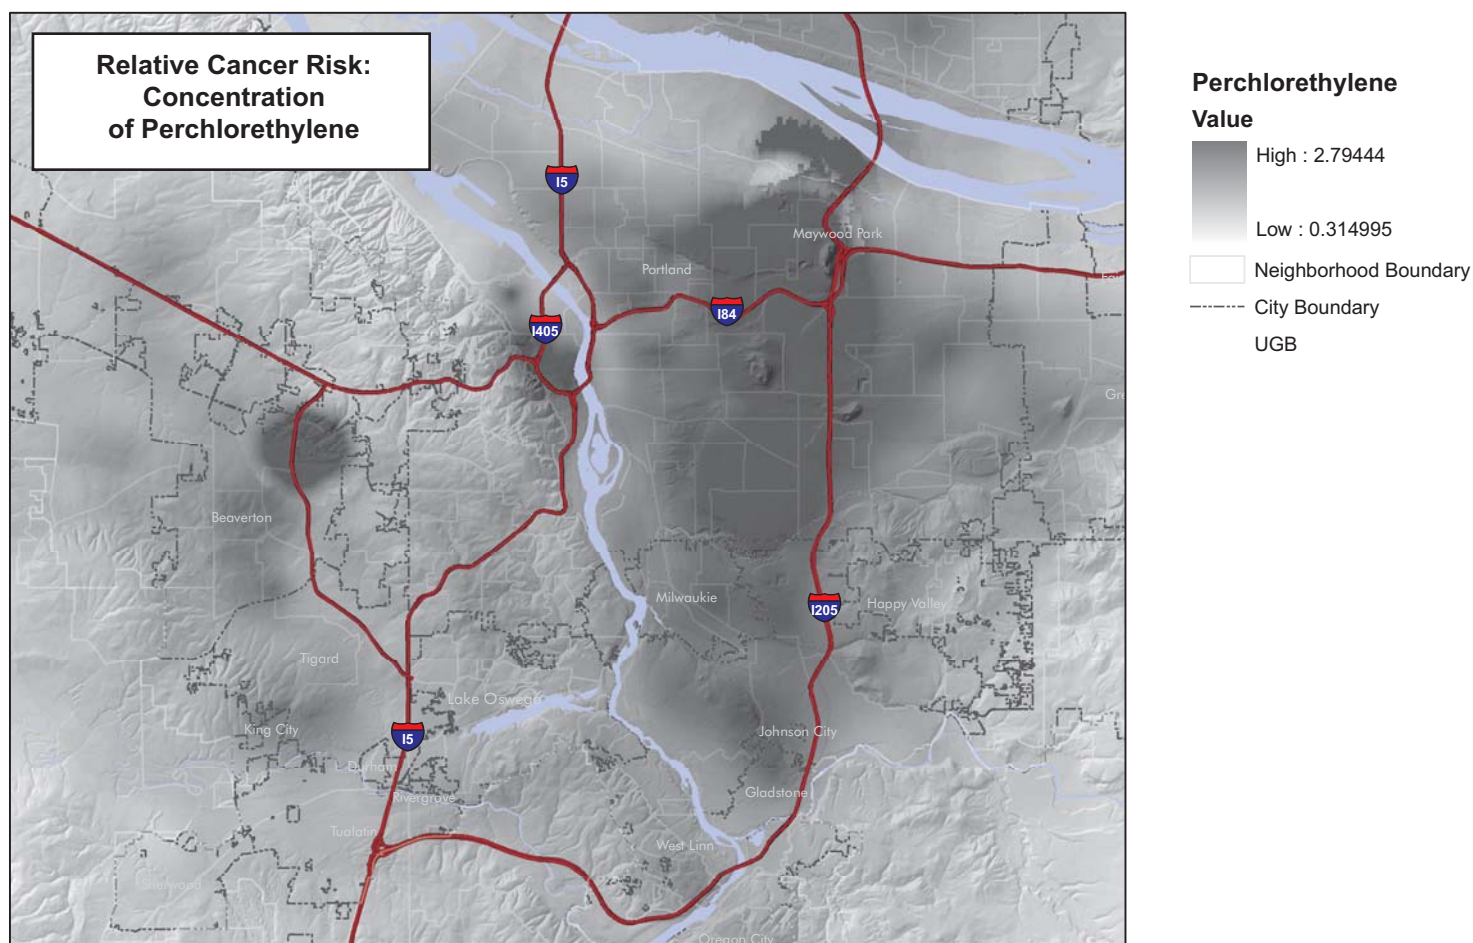 Relative Cancer Risk:
Concentration
of Perchlorethylene
Perchlorethylene
Value
High : 2.79444
Low : 0.314995
Neighborhood Boundary
City Boundary
UGB
I5
Maywood Park
Portland
I84
I405
Beaverton
Milwaukie
I205
Happy Valley
Tigard
Lake Oswego
King City
I5
Johnson City
Durham
Gladstone
Rivergrove
Tualatin
West Linn
Sherwood
Oregon City
Gre